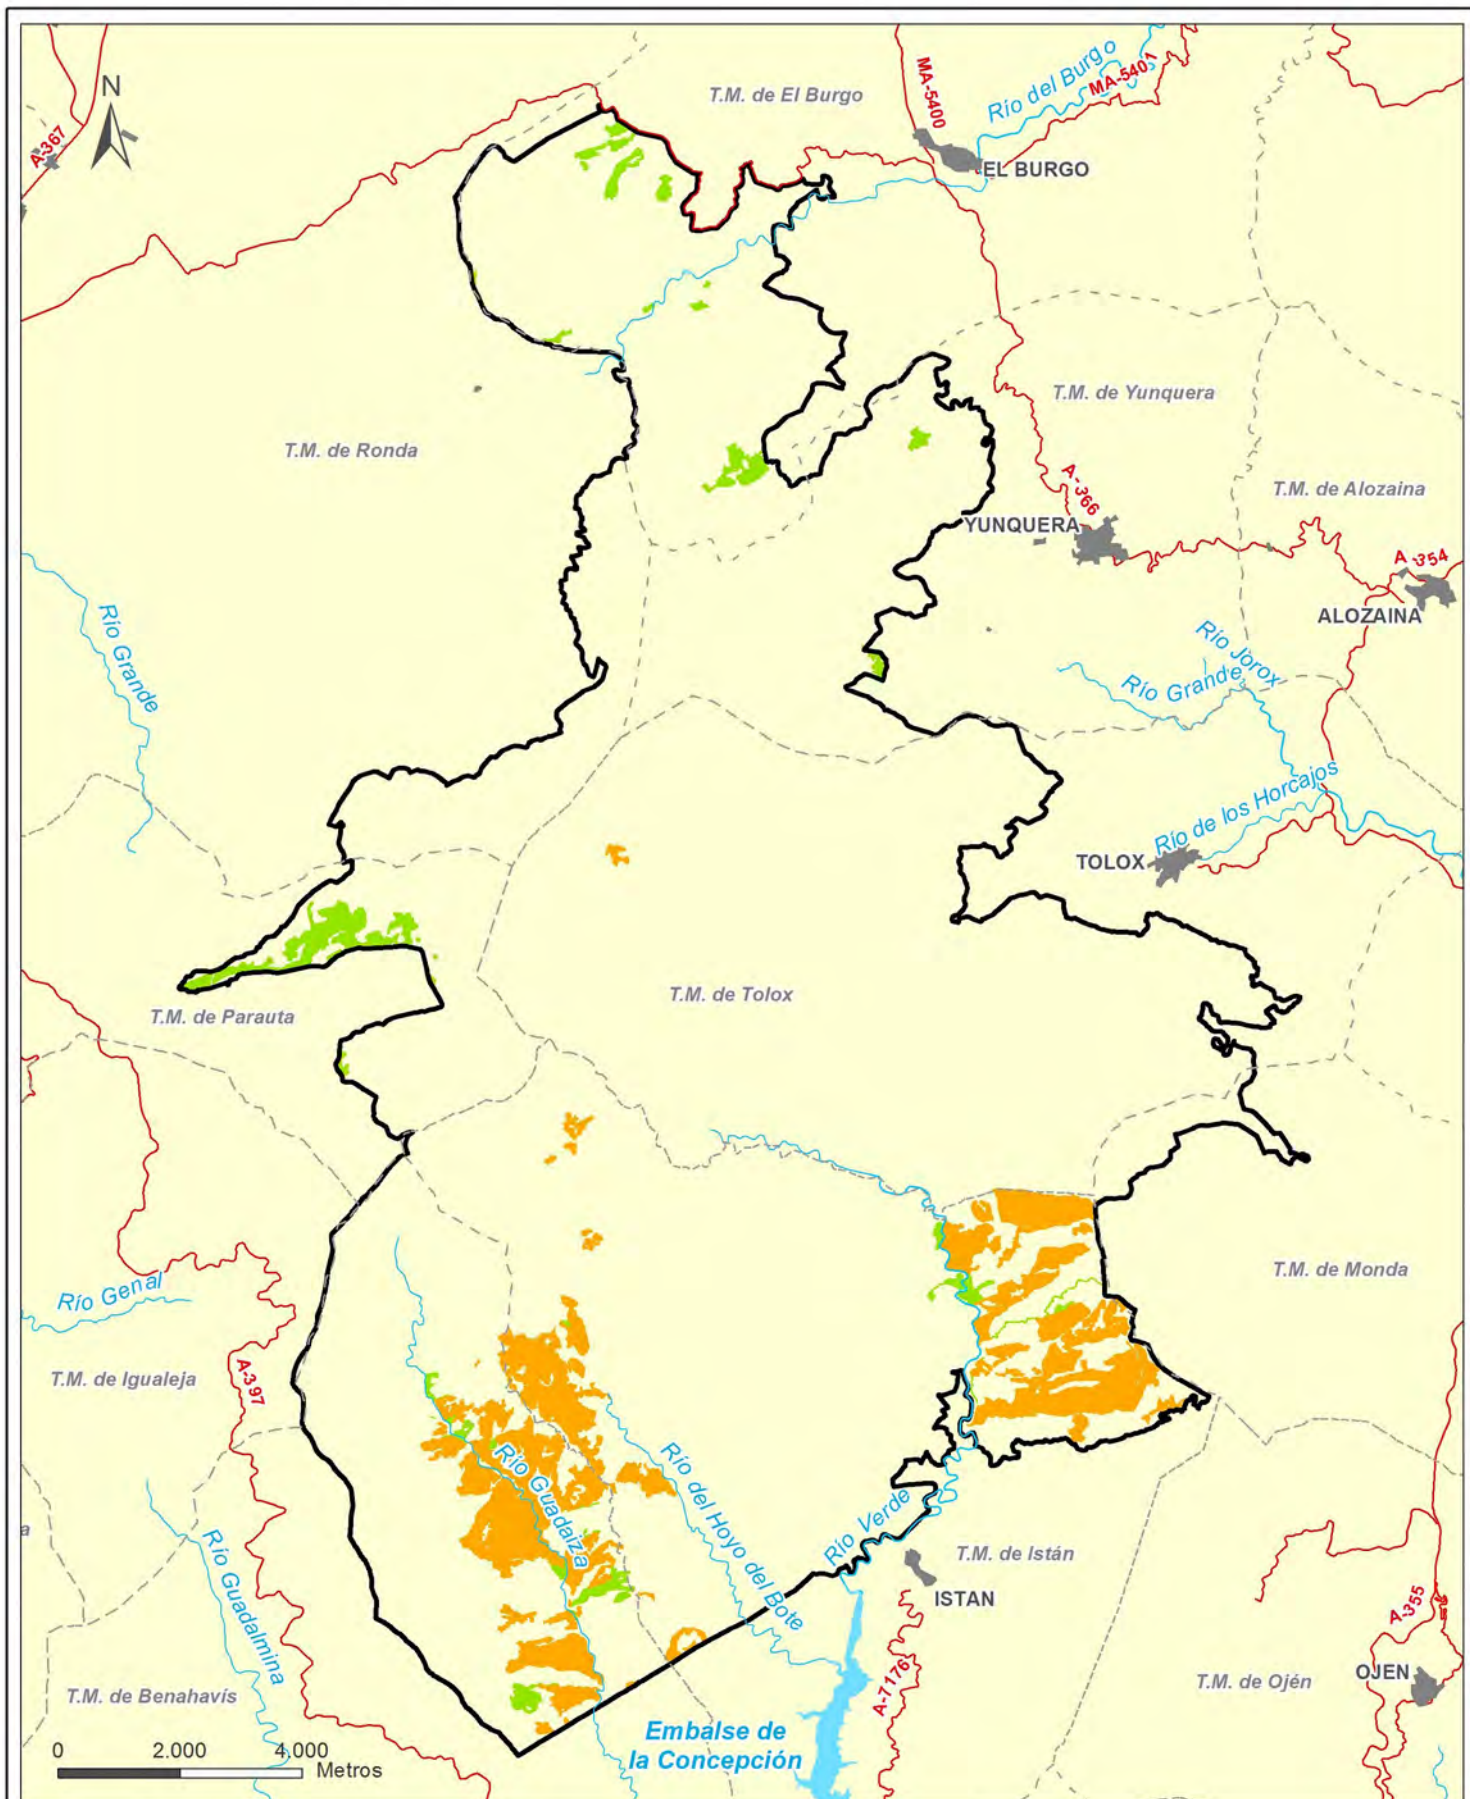 N
T.M. de El Burgo
MA-5400
Río del Burgo
MA-5401
A-367
EL BURGO
T.M. de Yunquera
T.M. de Ronda
A-366
T.M. de Alozaina
YUNQUERA
A-354
ALOZAINA
Río Grande
Río Jorox
Río Grande
Río de los Horcajos
TOLOX
T.M. de Tolox
T.M. de Parauta
T.M. de Monda
Río Genal
T.M. de Igualeja
A-397
Río Guadaiza
Río del Hoyo del Bote
Río Verde
a
Río Guadalmina
T.M. de Istán
ISTAN
A-355
T.M. de Benahavís
A-7176
T.M. de Ojén
OJEN
Embalse de
la Concepción
0 2.000 4.000
Metros